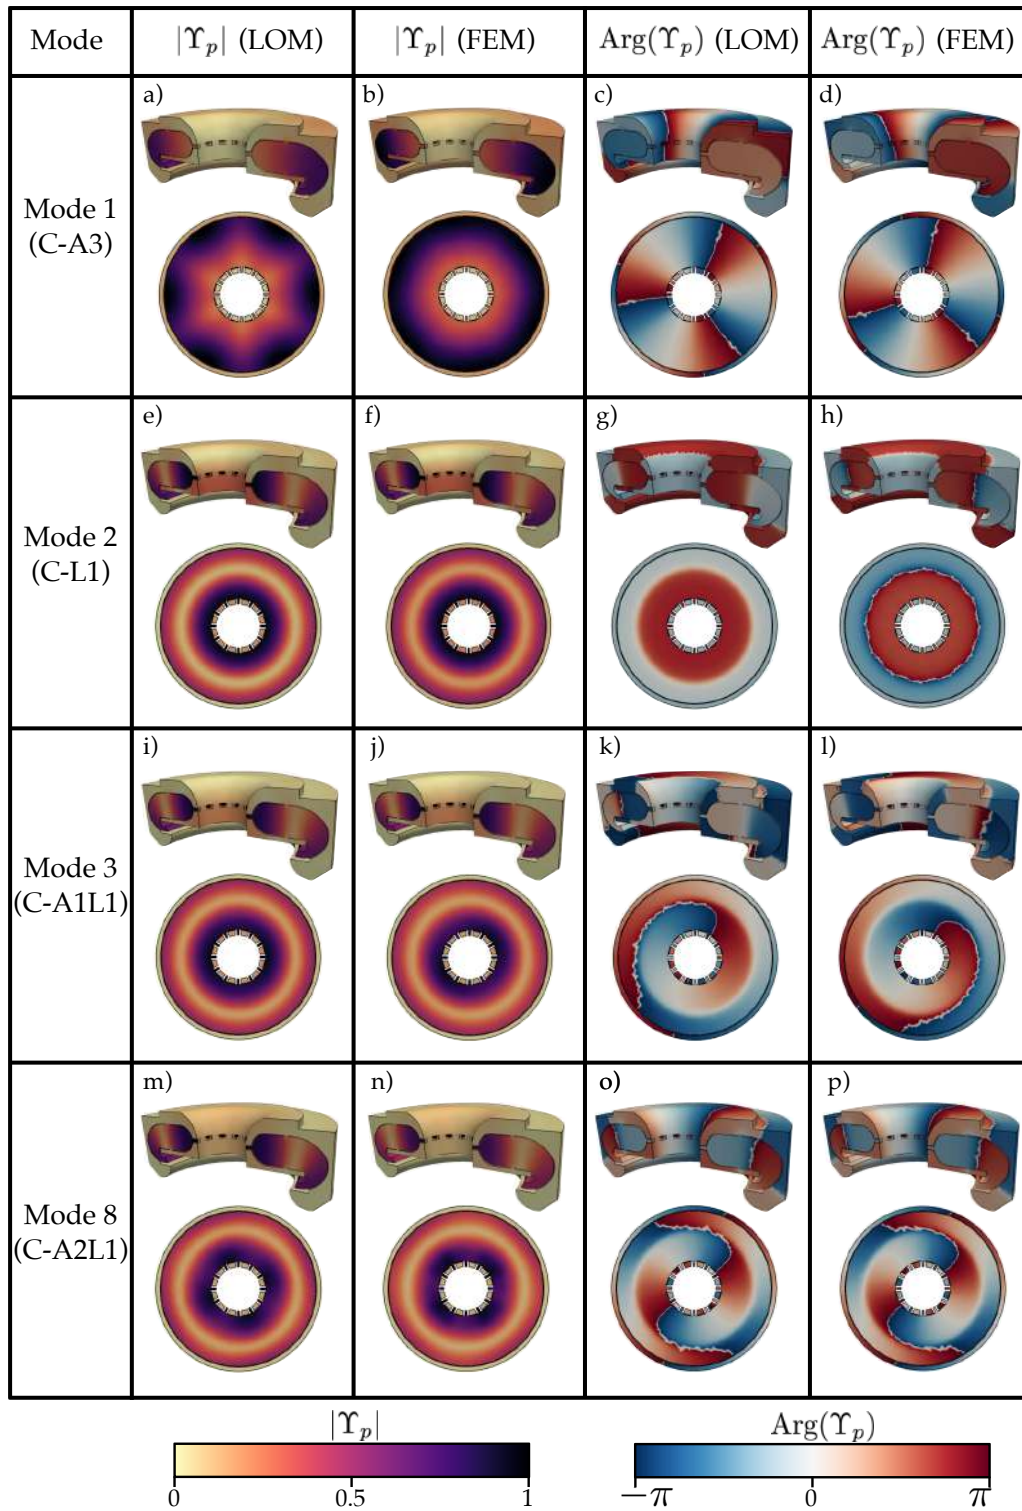 Mode |Υₚ| (LOM) |Υₚ| (FEM) Arg(Υₚ) (LOM) Arg(Υₚ) (FEM)
a) b) c) d)
Mode 1
(C-A3)
e) f) g) h)
Mode 2
(C-L1)
i) j) k) l)
Mode 3
(C-A1L1)
m) n) o) p)
Mode 8
(C-A2L1)
|Υₚ| Arg(Υₚ)
0 0.5 1 −π 0 π